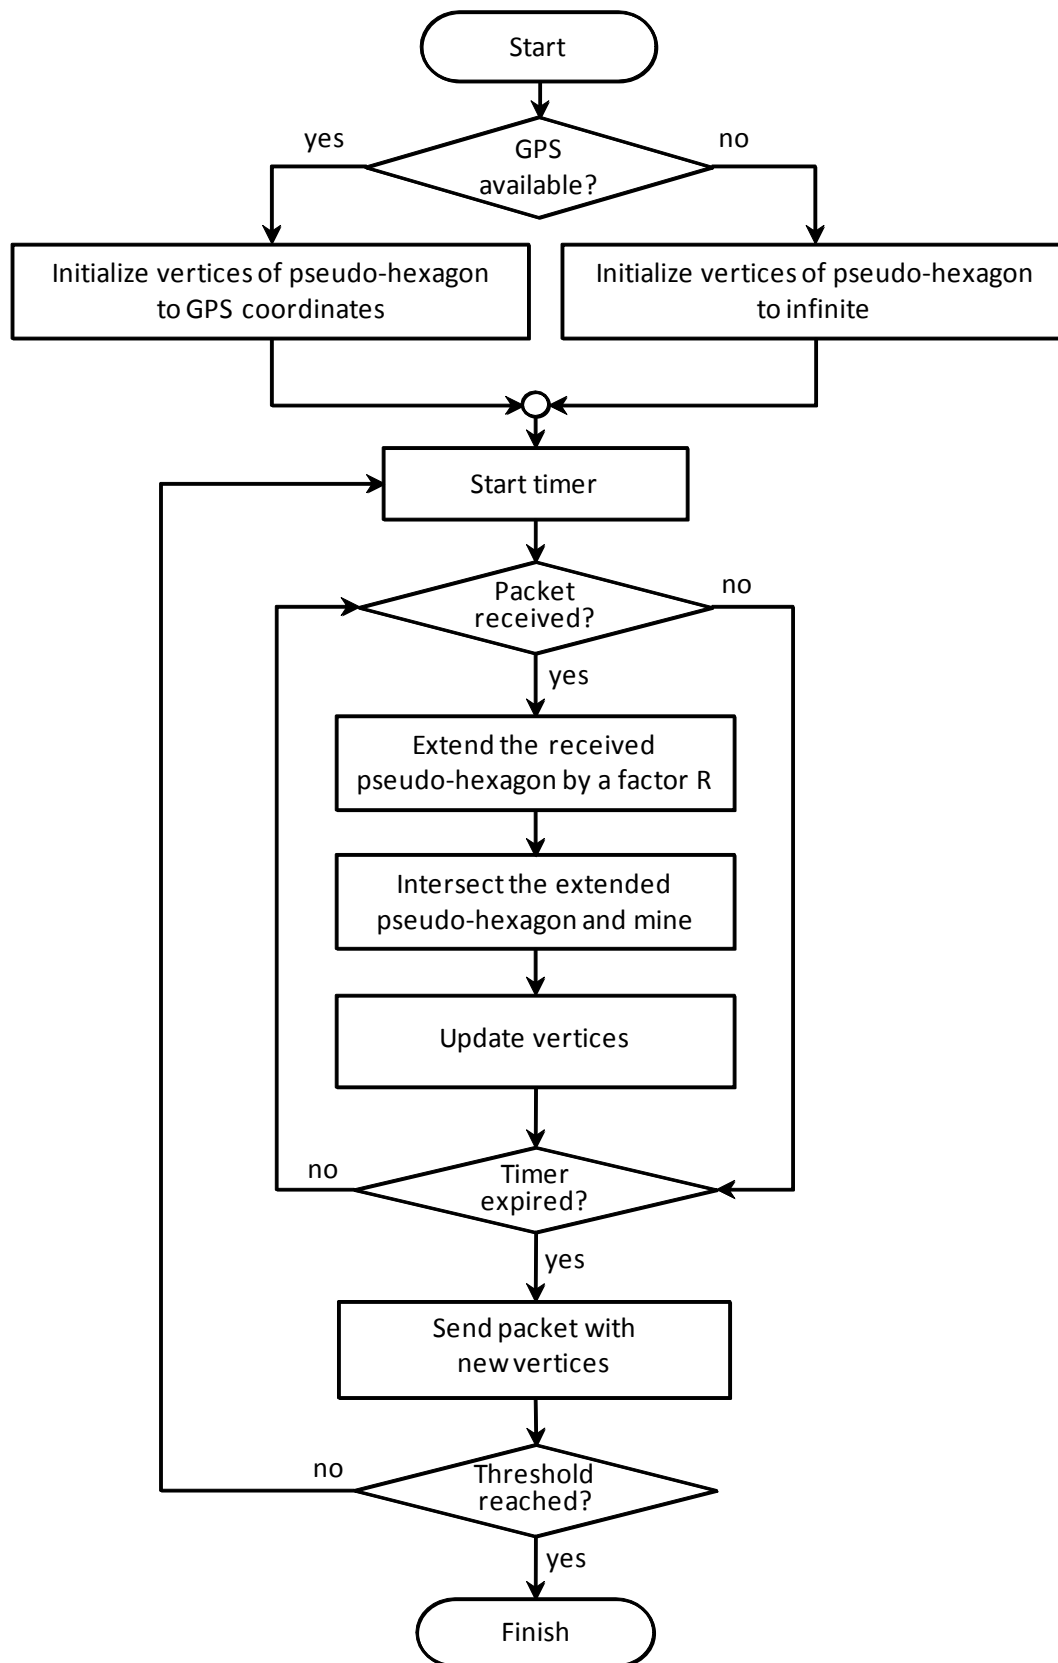 Start
yes
GPS
available?
no
Initialize vertices of pseudo-hexagon
to GPS coordinates
Initialize vertices of pseudo-hexagon
to infinite
Start timer
Packet
received?
no
yes
Extend the received
pseudo-hexagon by a factor R
Intersect the extended
pseudo-hexagon and mine
Update vertices
no
Timer
expired?
yes
Send packet with
new vertices
no
Threshold
reached?
yes
Finish